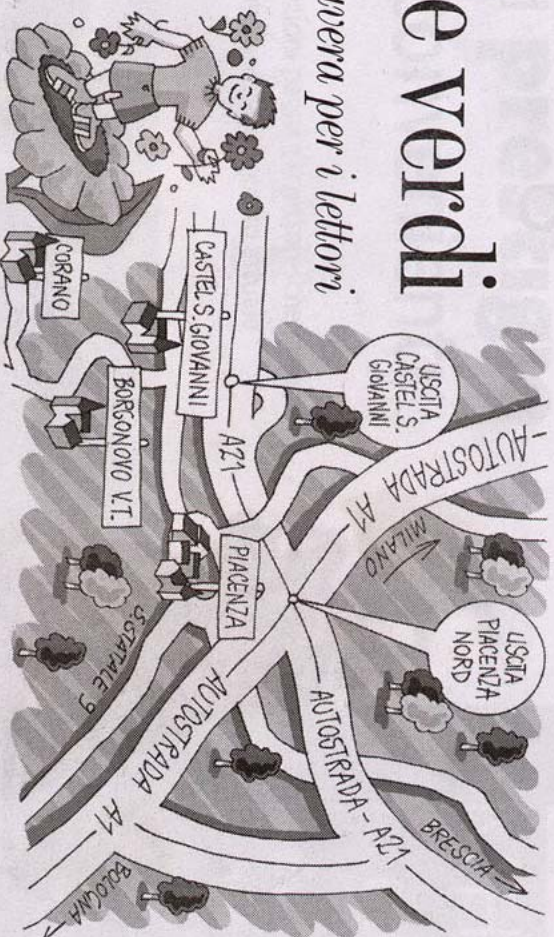 e verdi
vera per i lettori
USCITA
CASTEL S.
GIOVANNI
- AUTOSTRADA A1 -
MILANO
USCITA
PIACENZA
NORD
CASTEL S. GIOVANNI
A21
CORANO
BORGONOVO V.T.
PIACENZA
S.STATALE 9
AUTOSTRADA A1
AUTOSTRADA - A21
BRESCIA
BOLOGNA